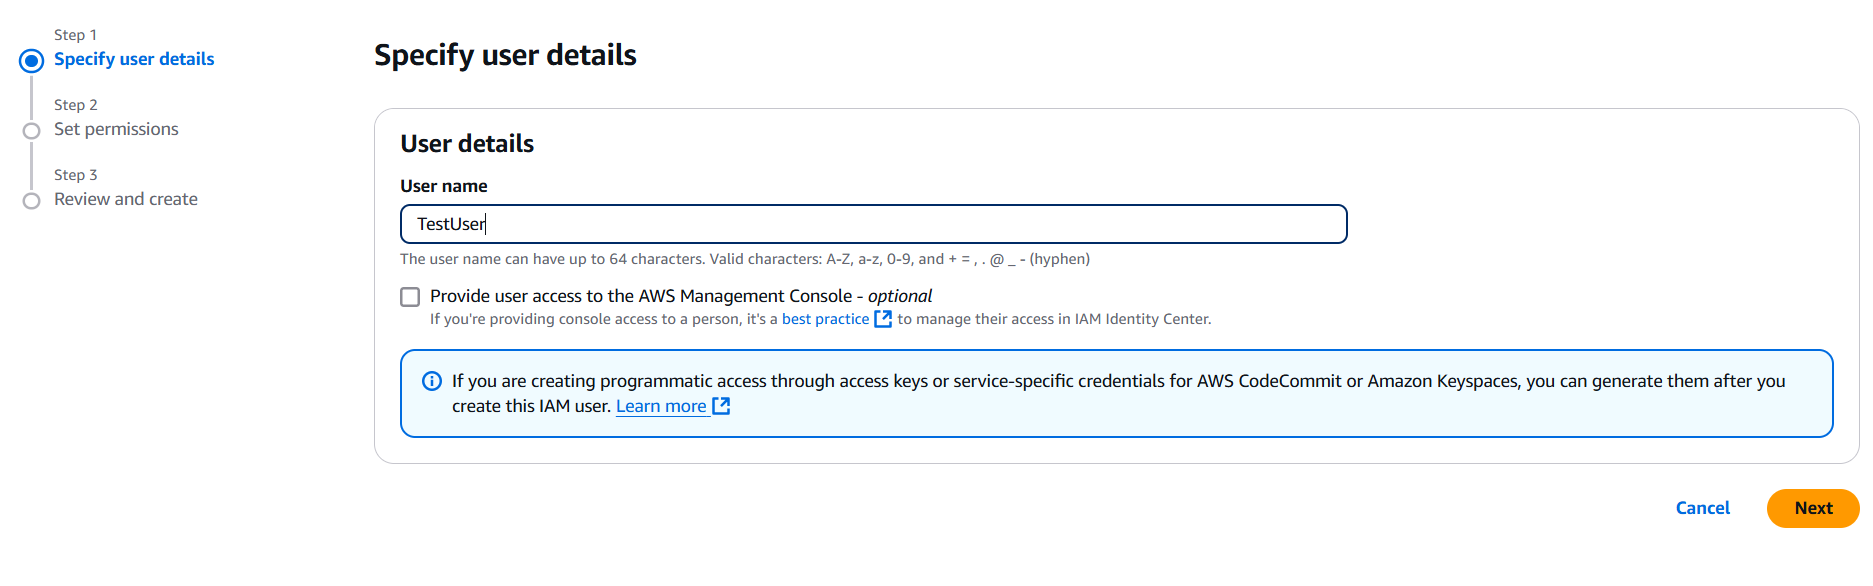 Step 1
Specify user details
Step 2
Set permissions
Step 3
Review and create
Specify user details
User details
User name
TestUser
The user name can have up to 64 characters. Valid characters: A-Z, a-z, 0-9, and + = , . @ _ - (hyphen)
Provide user access to the AWS Management Console - optional
If you're providing console access to a person, it's a best practice to manage their access in IAM Identity Center.
If you are creating programmatic access through access keys or service-specific credentials for AWS CodeCommit or Amazon Keyspaces, you can generate them after you
create this IAM user. Learn more
Cancel
Next